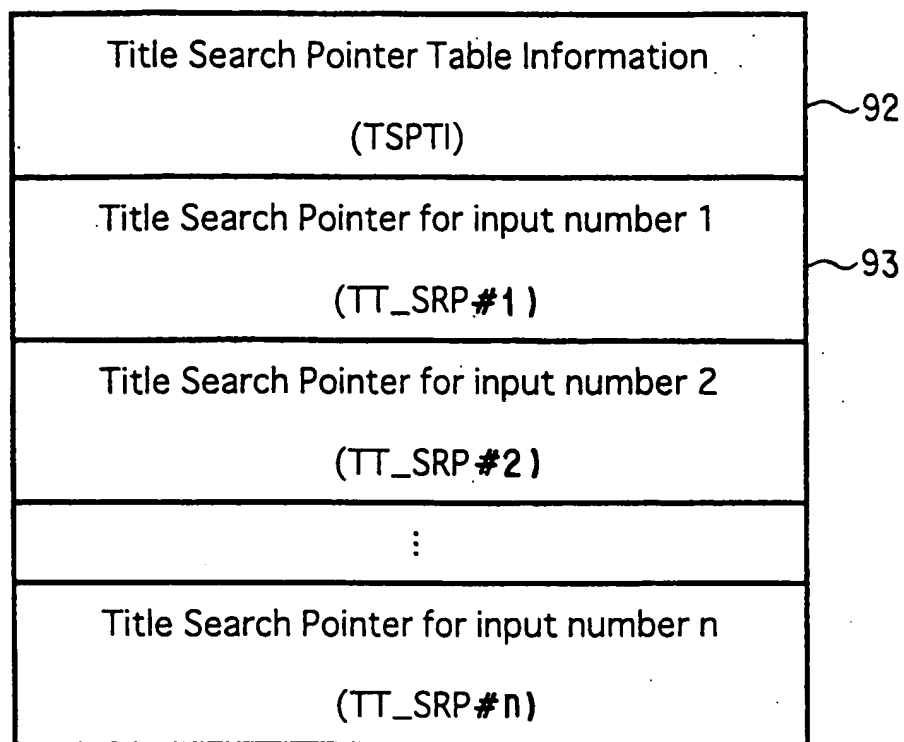 Title Search Pointer Table Information
(TSPTI)
92
Title Search Pointer for input number 1
(TT_SRP#1)
93
Title Search Pointer for input number 2
(TT_SRP#2)
⋮
Title Search Pointer for input number n
(TT_SRP#n)